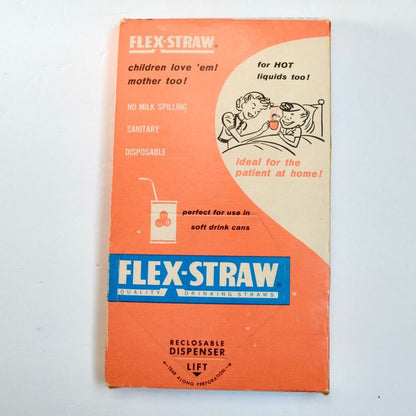 FLEX-STRAW®
children love 'em!
mother too!
NO MILK SPILLING
SANITARY
DISPOSABLE
for HOT
liquids too!
ideal for the
patient at home!
perfect for use in
soft drink cans
FLEX-STRAW®
QUALITY DRINKING STRAWS
RECLOSABLE
DISPENSER
LIFT
TEAR ALONG PERFORATION